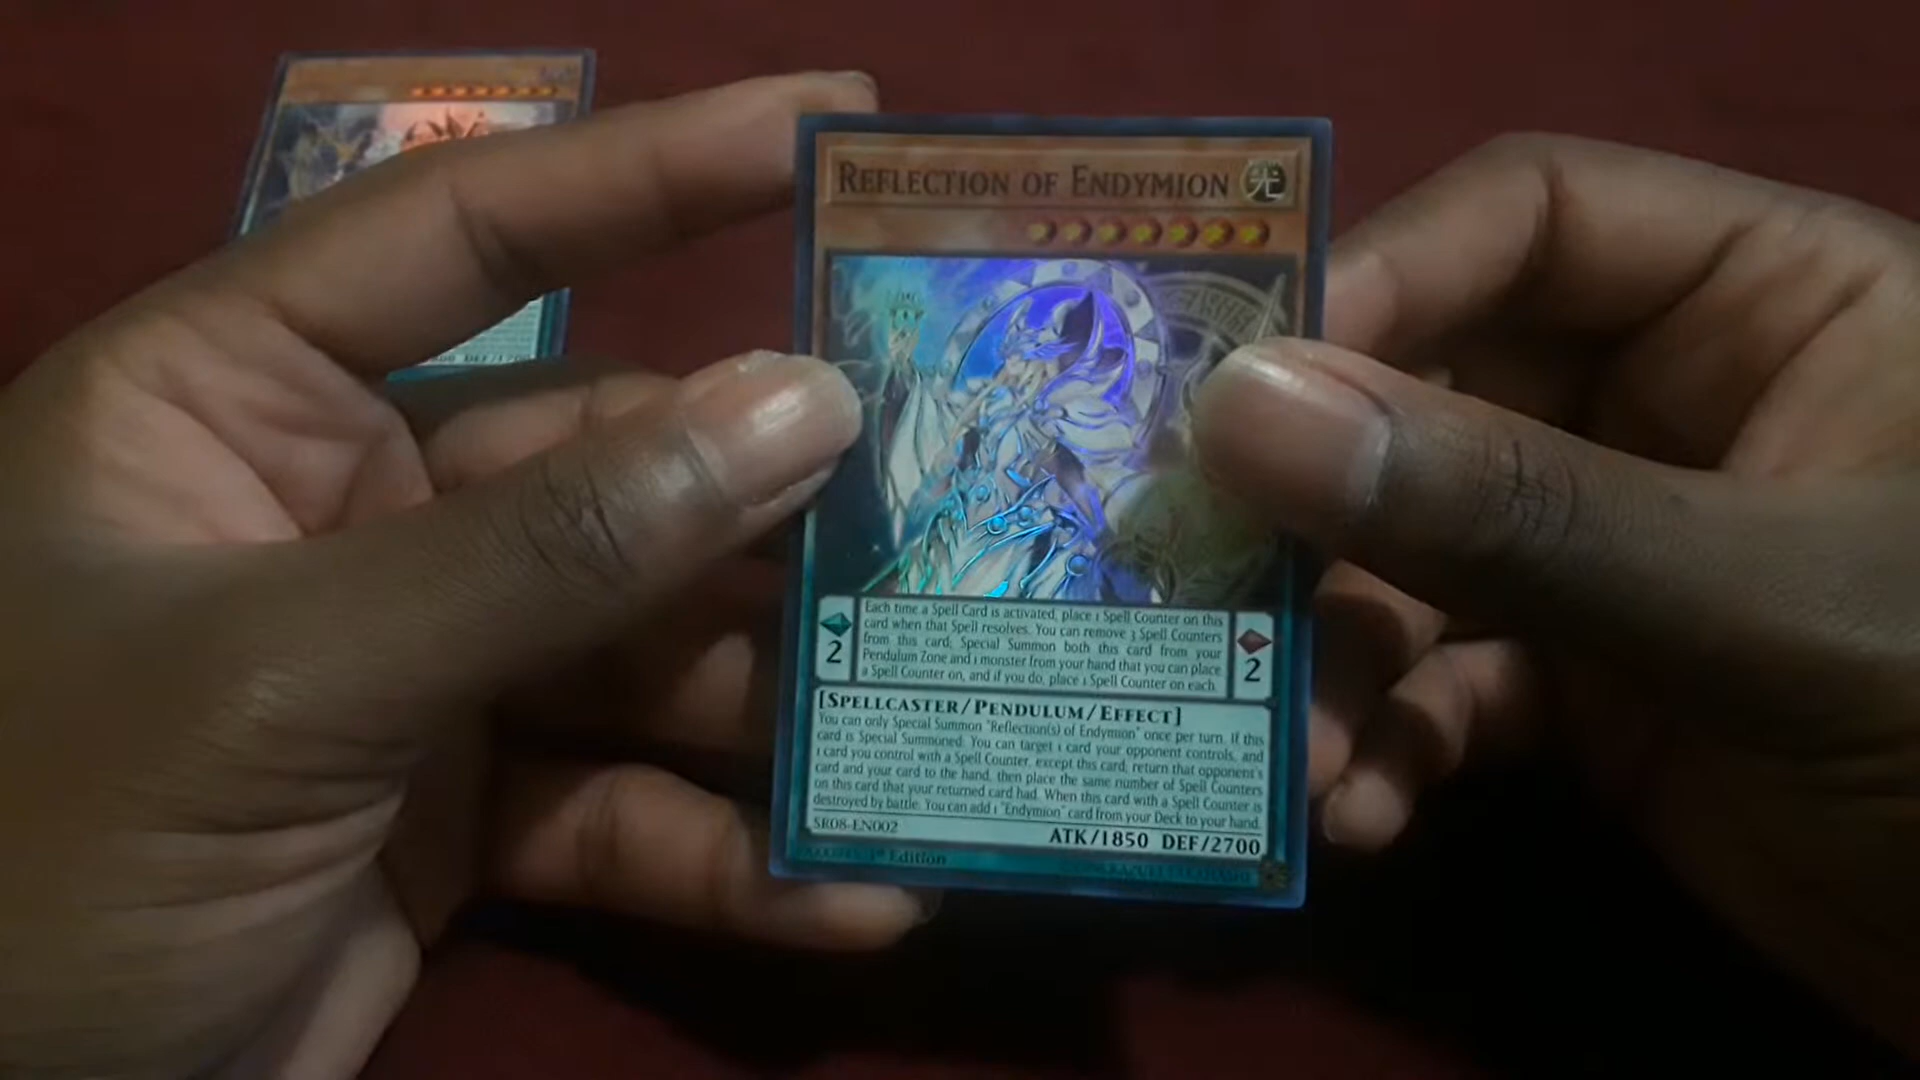 REFLECTION OF ENDYMION 光
Each time a Spell Card is activated, place 1 Spell Counter on this
card when that Spell resolves. You can remove 3 Spell Counters
from this card; Special Summon both this card from your
Pendulum Zone and 1 monster from your hand that you can place
a Spell Counter on, and if you do, place 1 Spell Counter on each.
2
2
[SPELLCASTER/PENDULUM/EFFECT]
You can only Special Summon "Reflection(s) of Endymion" once per turn. If this
card is Special Summoned: You can target 1 card your opponent controls, and
1 card you control with a Spell Counter, except this card; return that opponent's
card and your card to the hand, then place the same number of Spell Counters
on this card that your returned card had. When this card with a Spell Counter is
destroyed by battle: You can add 1 "Endymion" card from your Deck to your hand.
SR08-EN002
ATK/1850 DEF/2700
1st Edition
KAZUKI TAKAHASHI
DEF/1700